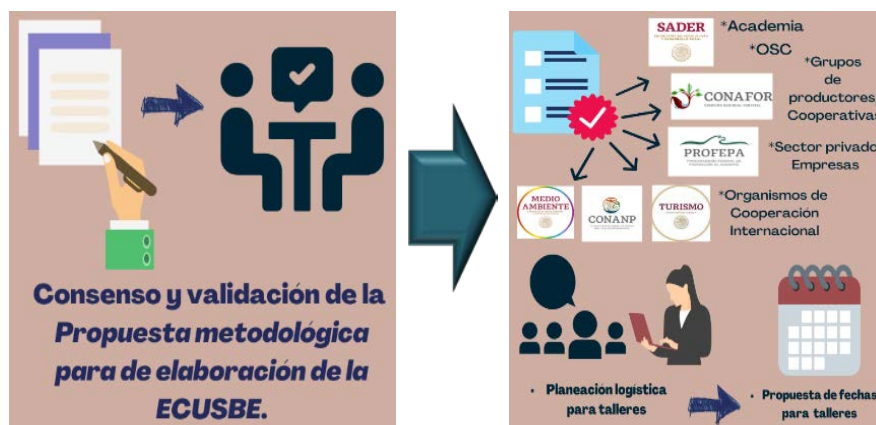 Consenso y validación de la
Propuesta metodológica
para de elaboración de la
ECUSBE.
SADER
*Academia
*OSC
*Grupos
de
productores
Cooperativas
CONAFOR
PROFEPA
*Sector privado
Empresas
MEDIO
AMBIENTE
CONANP
TURISMO
*Organismos de
Cooperación
Internacional
• Planeación logística
para talleres
• Propuesta de fechas
para talleres